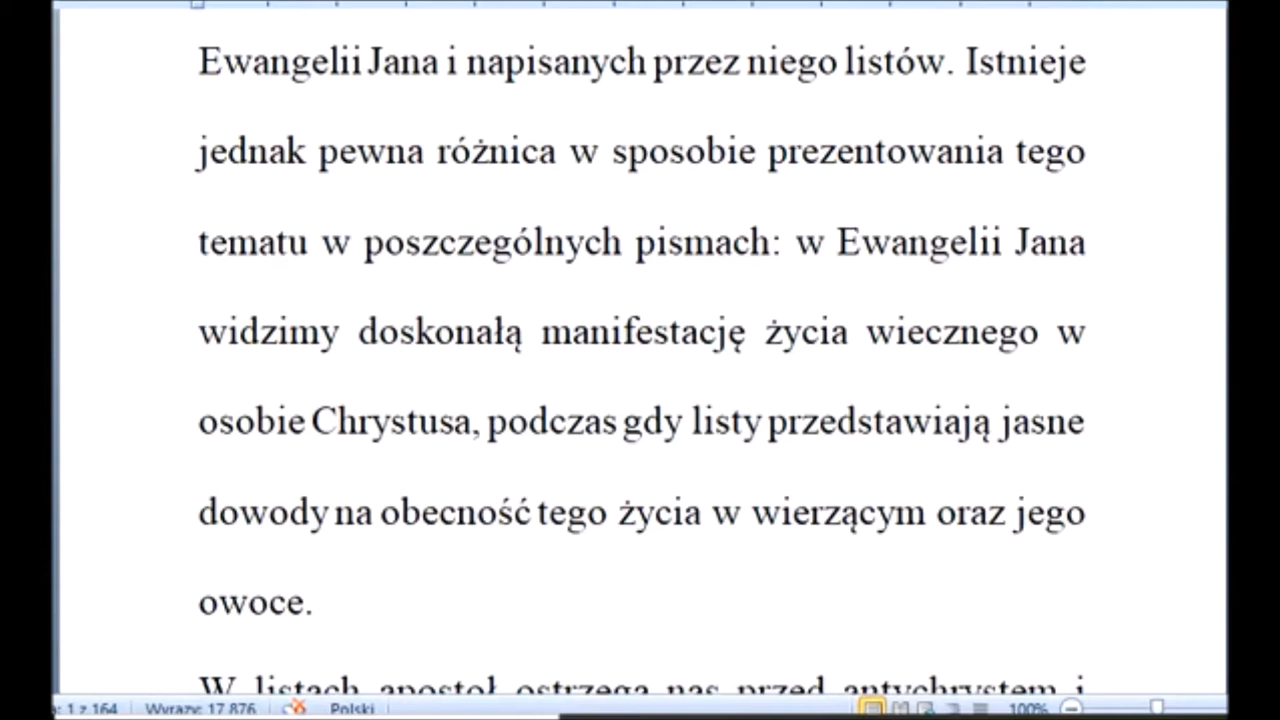 Ewangelii Jana i napisanych przez niego listów. Istnieje
jednak pewna różnica w sposobie prezentowania tego
tematu w poszczególnych pismach: w Ewangelii Jana
widzimy doskonałą manifestację życia wiecznego w
osobie Chrystusa, podczas gdy listy przedstawiają jasne
dowody na obecność tego życia w wierzącym oraz jego
owoce.
W listach apostoł ostrzega nas przed antychrystem i
: 1 z 164 Wyrazy: 17 876 Polski 100%